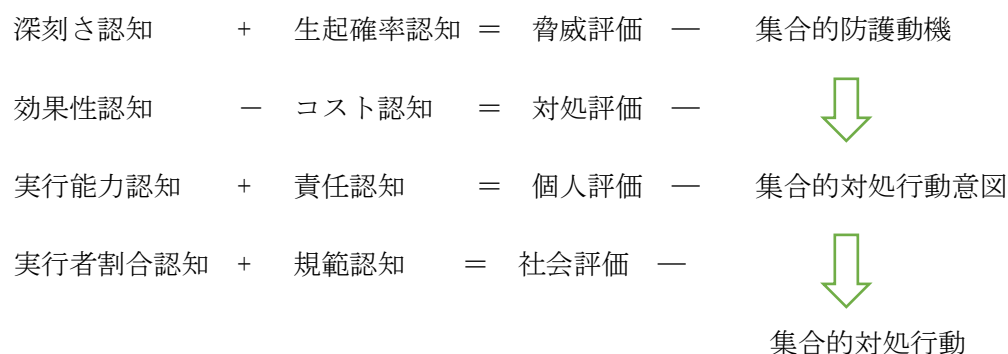 深刻さ認知 + 生起確率認知 = 脅威評価 — 集合的防護動機
効果性認知 － コスト認知 = 対処評価 —
実行能力認知 + 責任認知 = 個人評価 — 集合的対処行動意図
実行者割合認知 + 規範認知 = 社会評価 —
集合的対処行動